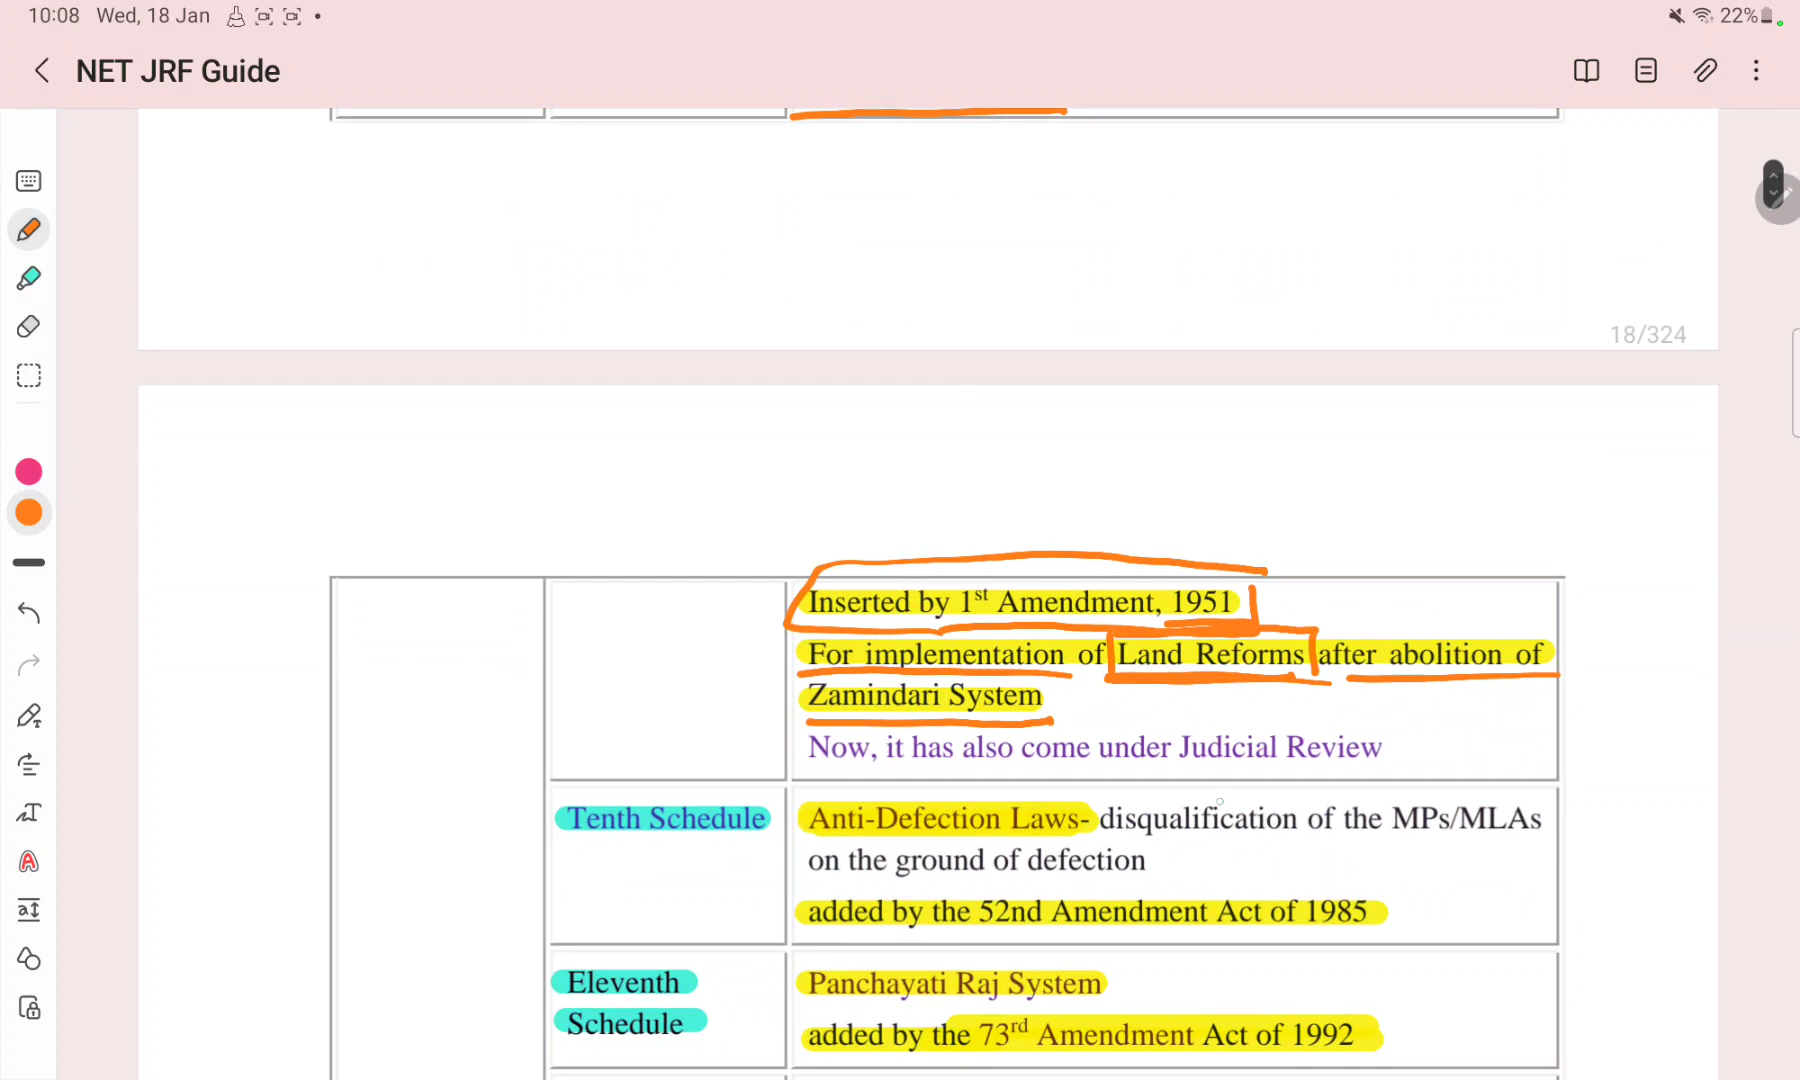 10:08 Wed, 18 Jan
22%
NET JRF Guide
18/324
Inserted by 1st Amendment, 1951
For implementation of Land Reforms after abolition of
Zamindari System
Now, it has also come under Judicial Review
Tenth Schedule
Anti-Defection Laws- disqualification of the MPs/MLAs
on the ground of defection
added by the 52nd Amendment Act of 1985
Eleventh
Schedule
Panchayati Raj System
added by the 73rd Amendment Act of 1992